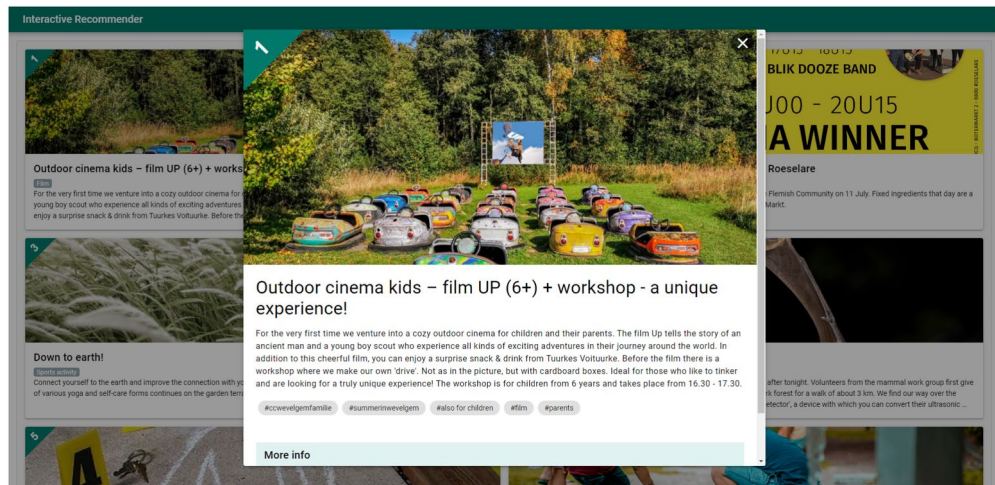 Interactive Recommender
1
Outdoor cinema kids – film UP (6+) + works
Film
For the very first time we venture into a cozy outdoor cinema for
young boy scout who experience all kinds of exciting adventures
enjoy a surprise snack & drink from Tuurkes Voituurke. Before the
3
Down to earth!
Sports activity
Connect yourself to the earth and improve the connection with yo
of various yoga and self-care forms continues on the garden terra
5
1
Outdoor cinema kids – film UP (6+) + workshop - a unique
experience!
For the very first time we venture into a cozy outdoor cinema for children and their parents. The film Up tells the story of an
ancient man and a young boy scout who experience all kinds of exciting adventures in their journey around the world. In
addition to this cheerful film, you can enjoy a surprise snack & drink from Tuurkes Voituurke. Before the film there is a
workshop where we make our own 'drive'. Not as in the picture, but with cardboard boxes. Ideal for those who like to tinker
and are looking for a truly unique experience! The workshop is for children from 6 years and takes place from 16.30 - 17.30.
#ccwevelgemfamilie
#summerinwevelgem
#also for children
#film
#parents
More info
17U15 - 18U15
BLIK DOOZE BAND
U00 - 20U15
A WINNER
Roeselare
Flemish Community on 11 July. Fixed ingredients that day are a
Markt.
after tonight. Volunteers from the mammal work group first give
rk forest for a walk of about 3 km. We find our way over the
etector', a device with which you can convert their ultrasonic ...